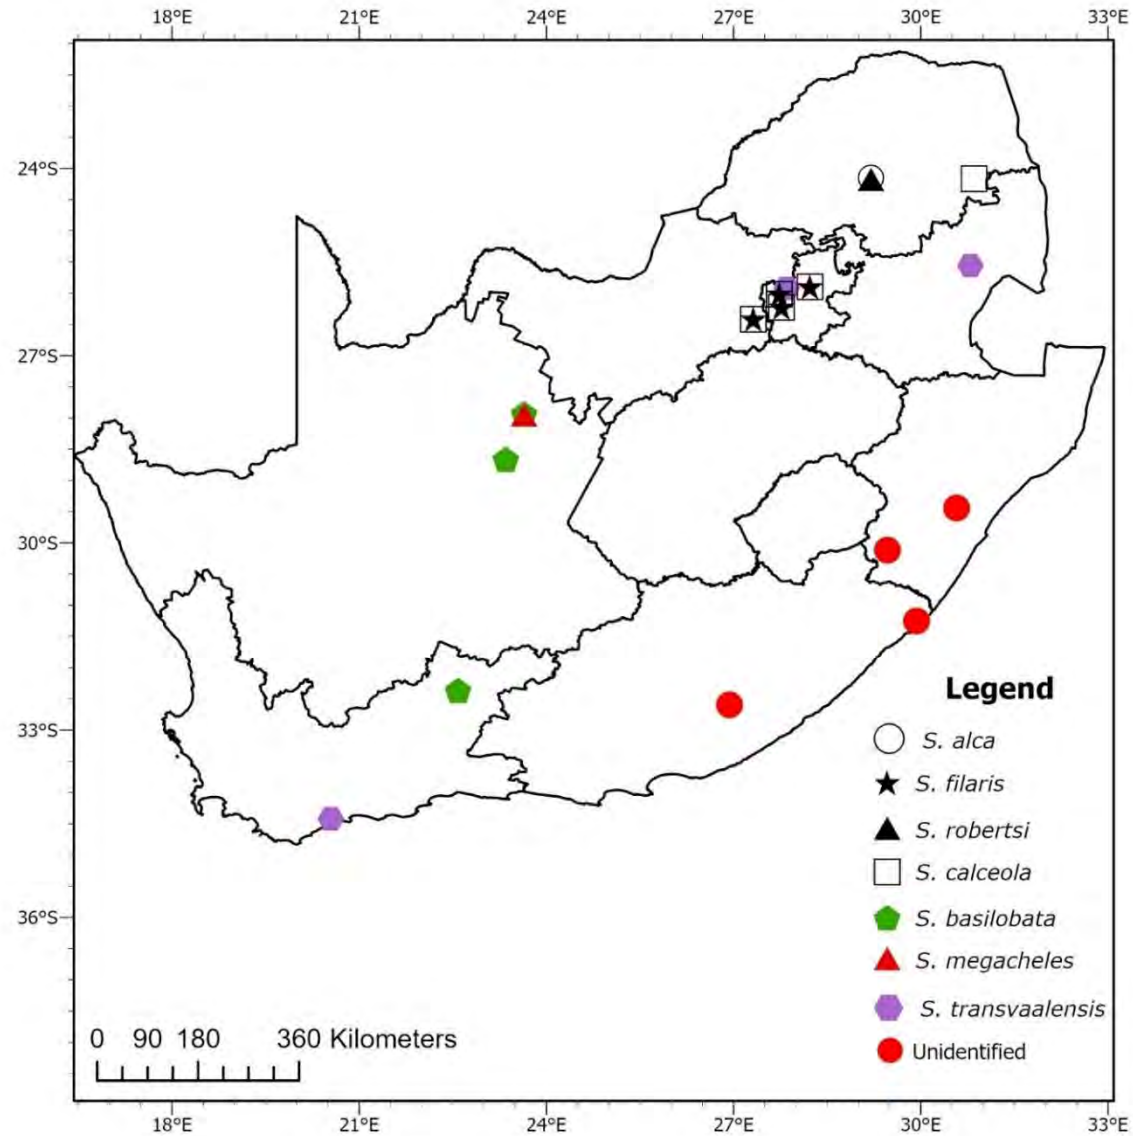 18°E 21°E 24°E 27°E 30°E 33°E
24°S
27°S
30°S
33°S
36°S
Legend
S. alca
S. filaris
S. robertsi
S. calceola
S. basilobata
S. megacheles
S. transvaalensis
Unidentified
0 90 180 360 Kilometers
18°E 21°E 24°E 27°E 30°E 33°E